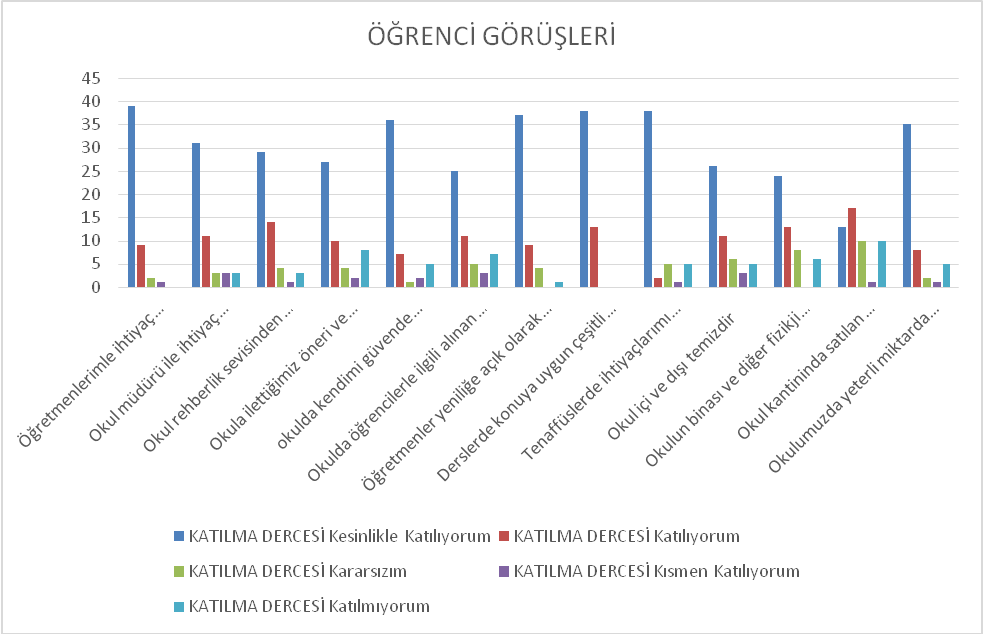 ÖĞRENCİ GÖRÜŞLERİ
45
40
35
30
25
20
15
10
5
0
Öğretmenlerimle ihtiyaç...
Okul müdürü ile ihtiyaç...
Okul rehberlik sevisinden...
Okula ilettiğimiz öneri ve...
okulda kendimi güvende...
Okulda öğrencilerle ilgili alınan...
Öğretmenler yeniliğe açık olarak...
Derslerde konuya uygun çeşitli...
Tenaffüslerde ihtiyaçlarımı...
Okul içi ve dışı temizdir
Okulun binası ve diğer fizikji...
Okul kantininda satılan...
Okulumuzda yeterli miktarda...
KATILMA DERCESİ Kesinlikle Katılıyorum
KATILMA DERCESİ Katılıyorum
KATILMA DERCESİ Kararsızım
KATILMA DERCESİ Kısmen Katılıyorum
KATILMA DERCESİ Katılmıyorum